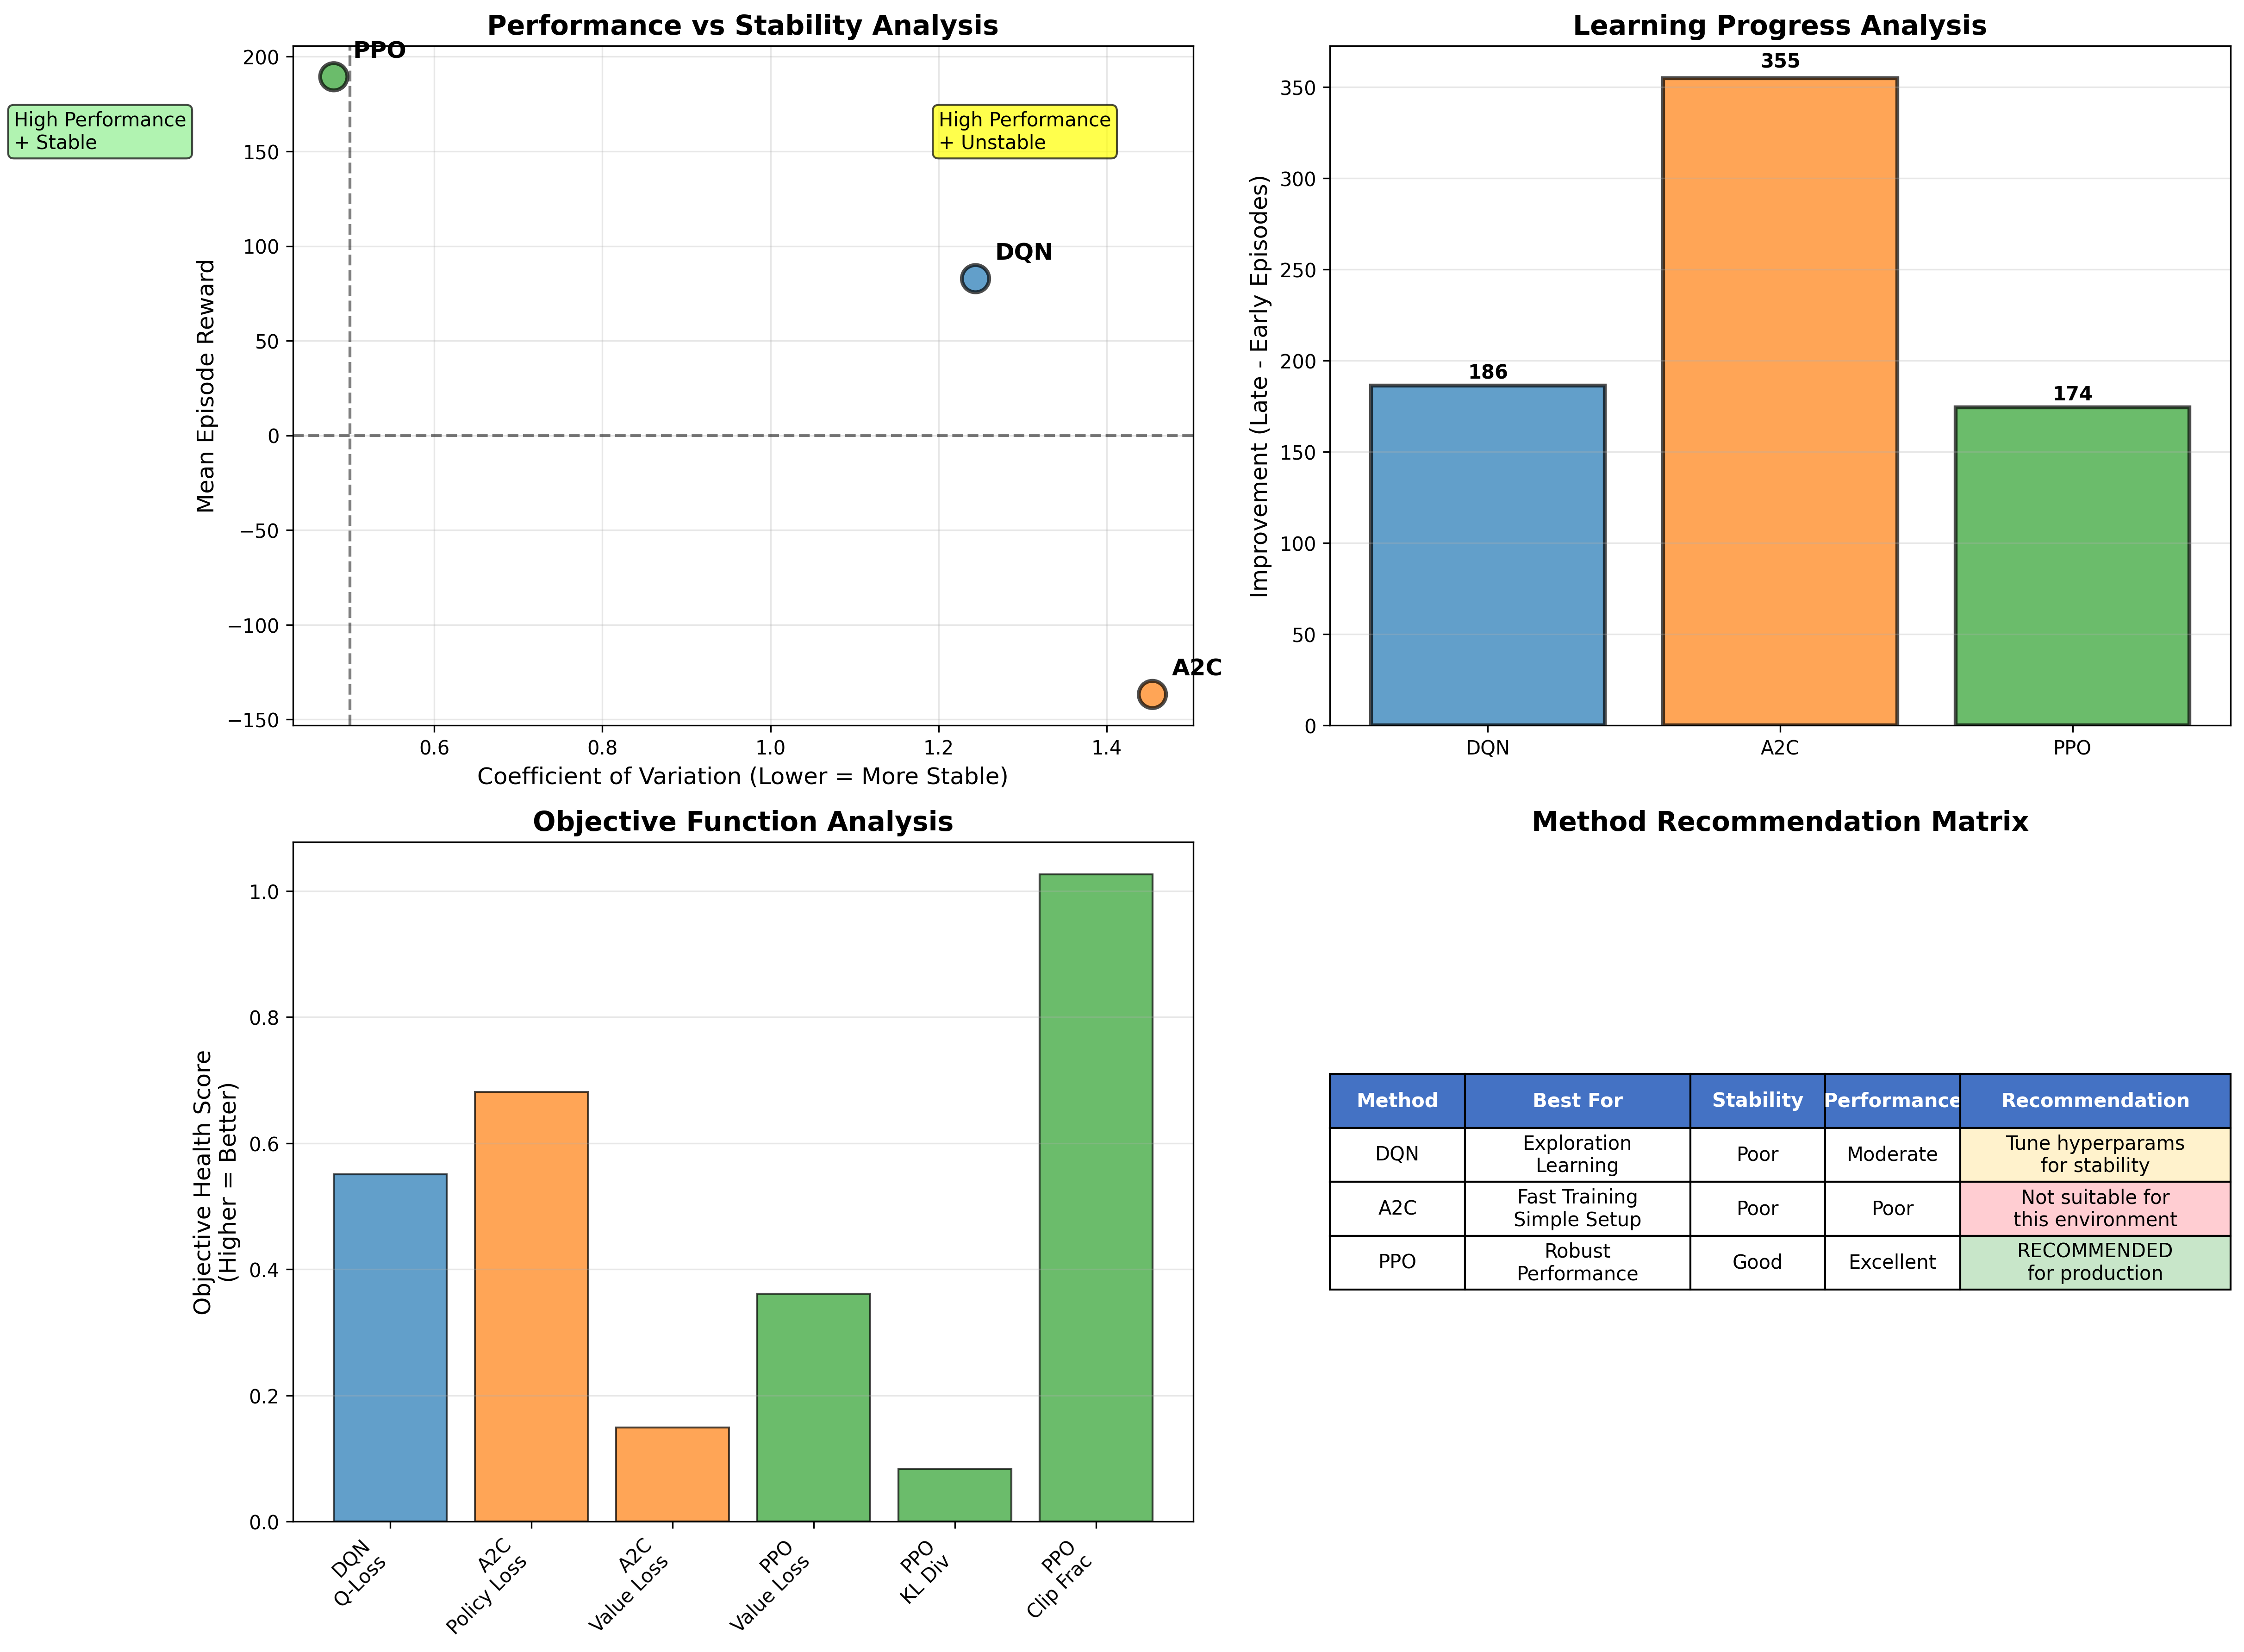 Performance vs Stability Analysis
200
150
100
50
0
−50
−100
−150
Mean Episode Reward
PPO
High Performance
+ Stable
High Performance
+ Unstable
DQN
A2C
0.6
0.8
1.0
1.2
1.4
Coefficient of Variation (Lower = More Stable)
Learning Progress Analysis
350
300
250
200
150
100
50
0
Improvement (Late - Early Episodes)
186
355
174
DQN
A2C
PPO
Objective Function Analysis
1.0
0.8
0.6
0.4
0.2
0.0
Objective Health Score
(Higher = Better)
DQN
Q-Loss
A2C
Policy Loss
A2C
Value Loss
PPO
Value Loss
PPO
KL Div
PPO
Clip Frac
Method Recommendation Matrix
Method
Best For
Stability
Performance
Recommendation
DQN
Exploration
Learning
Poor
Moderate
Tune hyperparams
for stability
A2C
Fast Training
Simple Setup
Poor
Poor
Not suitable for
this environment
PPO
Robust
Performance
Good
Excellent
RECOMMENDED
for production